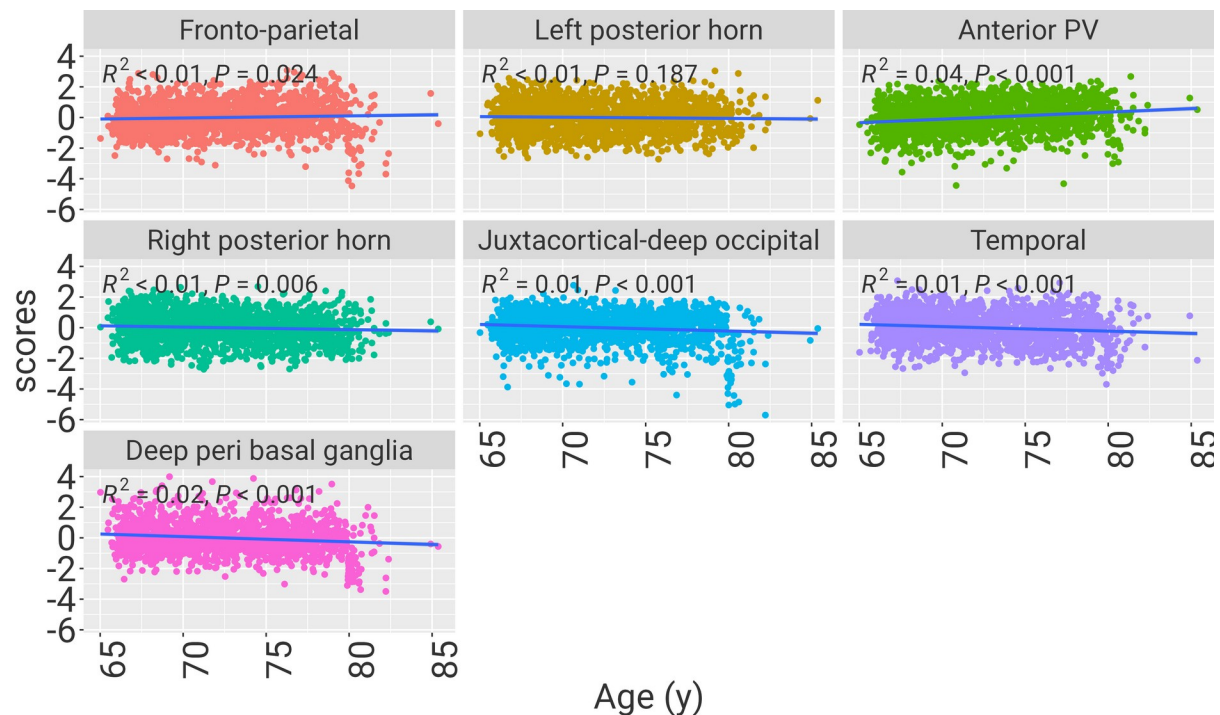 Fronto-parietal
Left posterior horn
Anterior PV
R² < 0.01, P = 0.024
R² < 0.01, P = 0.187
R² = 0.04, P < 0.001
4
2
0
-2
-4
-6
Right posterior horn
Juxtacortical-deep occipital
Temporal
R² < 0.01, P = 0.006
R² = 0.01, P < 0.001
R² = 0.01, P < 0.001
4
2
0
-2
-4
-6
scores
65 70 75 80 85
65 70 75 80 85
Deep peri basal ganglia
R² = 0.02, P < 0.001
4
2
0
-2
-4
-6
65 70 75 80 85
Age (y)